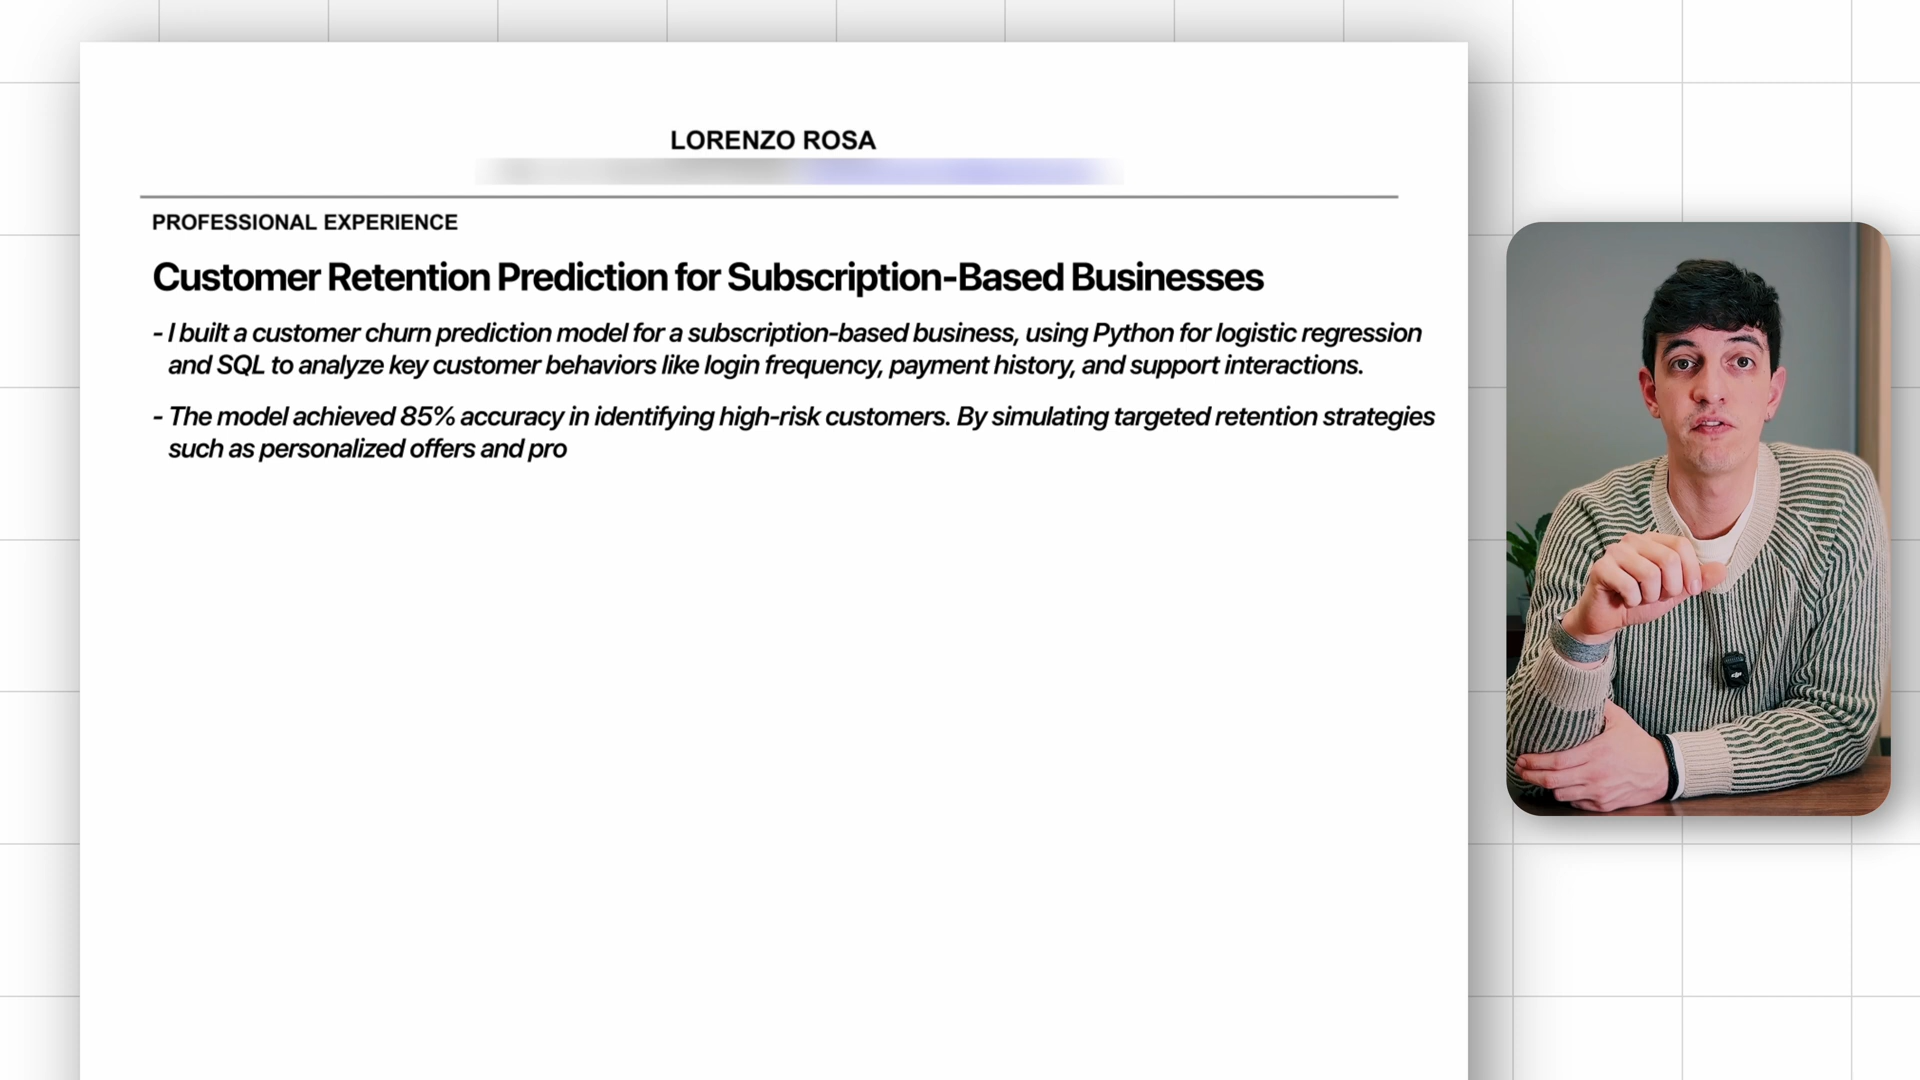 LORENZO ROSA
PROFESSIONAL EXPERIENCE
Customer Retention Prediction for Subscription-Based Businesses
- I built a customer churn prediction model for a subscription-based business, using Python for logistic regression
and SQL to analyze key customer behaviors like login frequency, payment history, and support interactions.
- The model achieved 85% accuracy in identifying high-risk customers. By simulating targeted retention strategies
such as personalized offers and pro